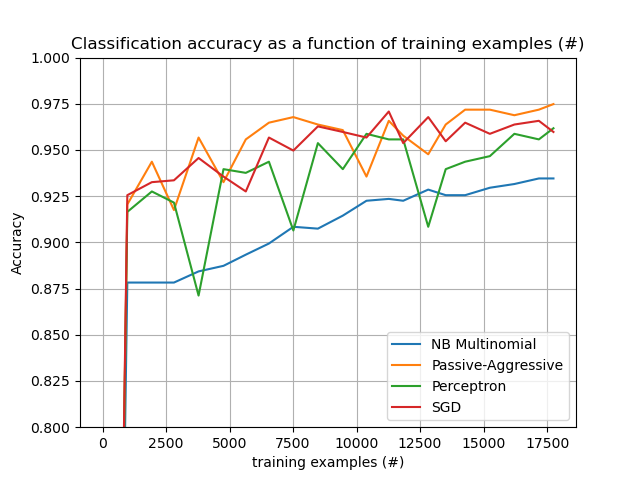 Classification accuracy as a function of training examples (#)
1.000
0.975
0.950
0.925
0.900
0.875
0.850
0.825
0.800
Accuracy
NB Multinomial
Passive-Aggressive
Perceptron
SGD
0 2500 5000 7500 10000 12500 15000 17500
training examples (#)